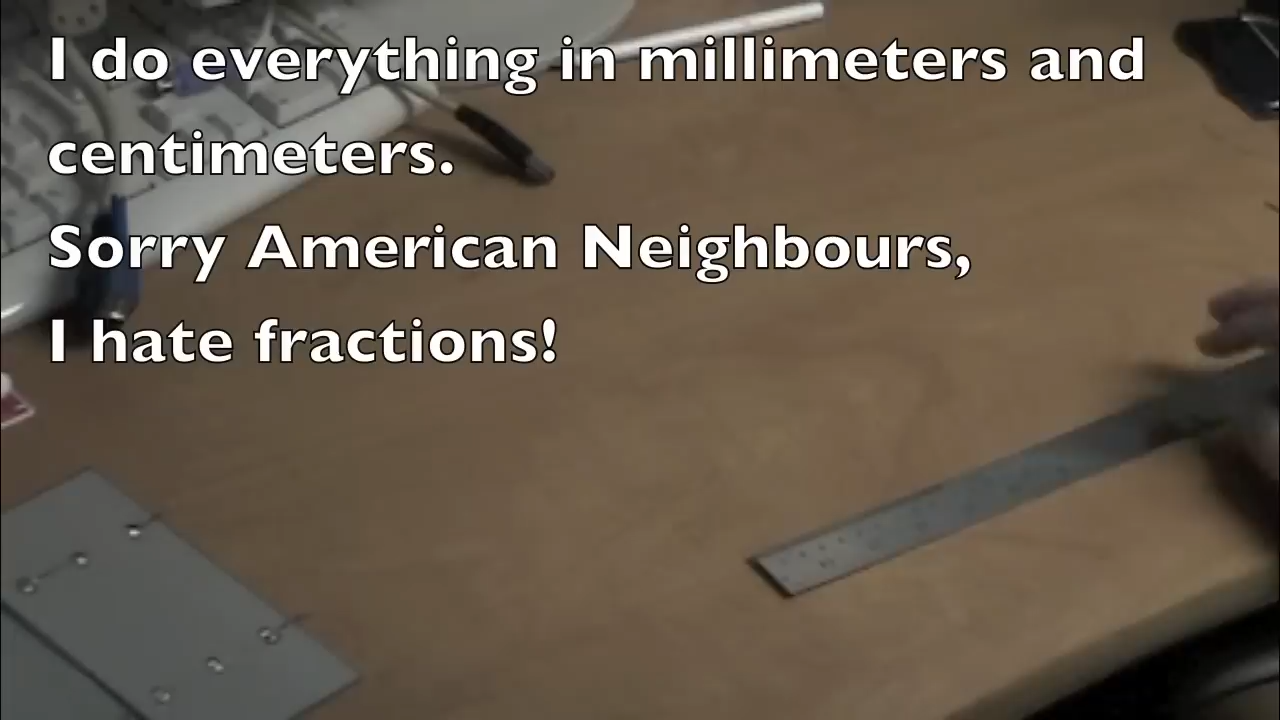 I do everything in millimeters and
centimeters.
Sorry American Neighbours,
I hate fractions!